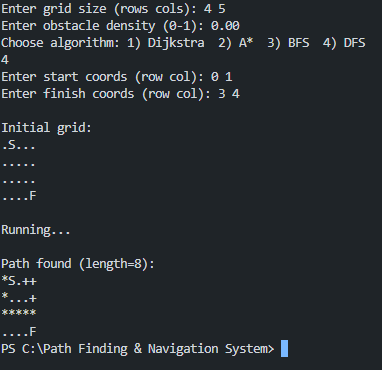 Enter grid size (rows cols): 4 5
Enter obstacle density (0-1): 0.00
Choose algorithm: 1) Dijkstra  2) A*  3) BFS  4) DFS
4
Enter start coords (row col): 0 1
Enter finish coords (row col): 3 4

Initial grid:
.S...
.....
.....
....F

Running...

Path found (length=8):
*S.++
*...+
*****
....F
PS C:\Path Finding & Navigation System>